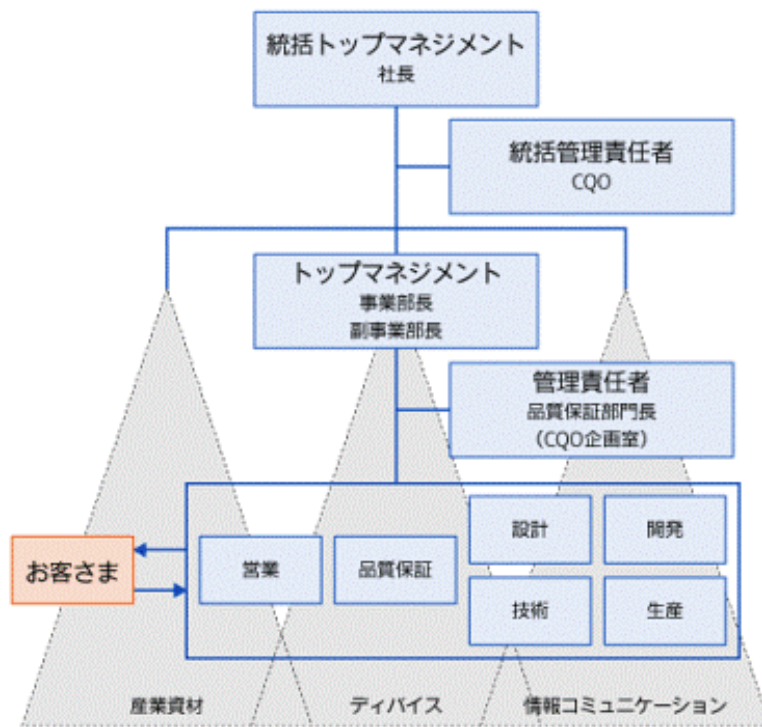 統括トップマネジメント
社長
統括管理責任者
CQO
トップマネジメント
事業部長
副事業部長
管理責任者
品質保証部門長
（CQO企画室）
お客さま
営業
品質保証
設計
開発
技術
生産
産業資材
ディバイス
情報コミュニケーション